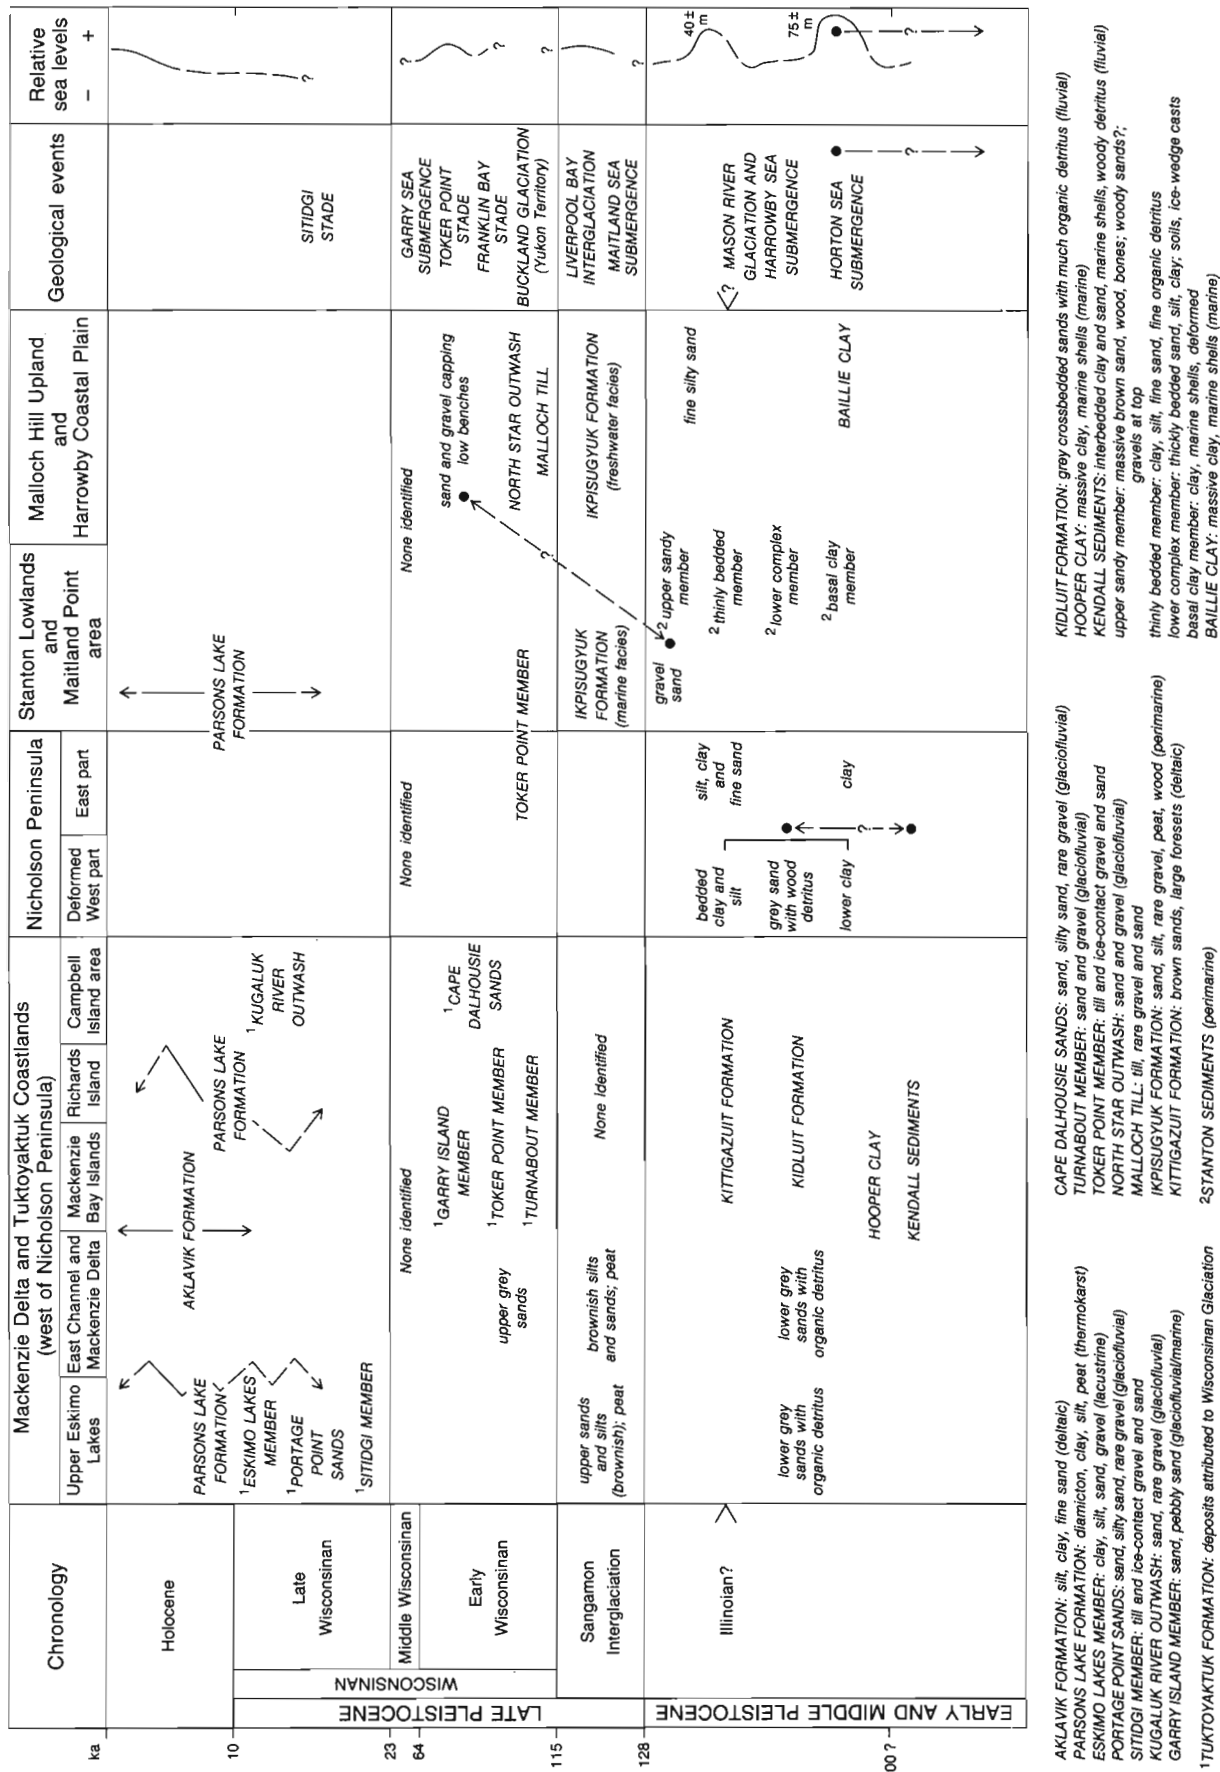 Chronology
Mackenzie Delta and Tuktoyaktuk Coastlands
(west of Nicholson Peninsula)
Nicholson Peninsula
Stanton Lowlands
and
Maitland Point
area
Malloch Hill Upland
and
Harrowby Coastal Plain
Geological events
Relative
sea levels
− +
ka
Upper Eskimo
Lakes
East Channel and
Mackenzie Delta
Mackenzie
Bay Islands
Richards
Island
Campbell
Island area
Deformed
West part
East part
10
23
64
115
128
00?
LATE PLEISTOCENE
EARLY AND MIDDLE PLEISTOCENE
WISCONSINAN
Holocene
Late
Wisconsinan
Middle Wisconsinan
Early
Wisconsinan
Sangamon
Interglaciation
Illinoian?
PARSONS LAKE
FORMATION
1ESKIMO LAKES
MEMBER
1PORTAGE
POINT
SANDS
1SITIDGI MEMBER
upper sands
and silts
(brownish); peat
lower grey
sands with
organic detritus
AKLAVIK FORMATION
None identified
upper grey
sands
brownish silts
and sands; peat
lower grey
sands with
organic detritus
PARSONS LAKE
FORMATION
1KUGALUK
RIVER
OUTWASH
1GARRY ISLAND
MEMBER
1TOKER POINT MEMBER
1TURNABOUT MEMBER
1CAPE
DALHOUSIE
SANDS
None identified
KITTIGAZUIT FORMATION
KIDLUIT FORMATION
HOOPER CLAY
KENDALL SEDIMENTS
None identified
bedded
clay and
silt
grey sand
with wood
detritus
lower clay
silt, clay
and
fine sand
clay
?
TOKER POINT MEMBER
PARSONS LAKE
FORMATION
IKPISUGYUK
FORMATION
(marine facies)
gravel
sand
2upper sandy
member
2thinly bedded
member
2lower complex
member
2basal clay
member
None identified
sand and gravel capping
low benches
?
NORTH STAR OUTWASH
MALLOCH TILL
IKPISUGYUK FORMATION
(freshwater facies)
fine silty sand
BAILLIE CLAY
SITIDGI
STADE
GARRY SEA
SUBMERGENCE
TOKER POINT
STADE
FRANKLIN BAY
STADE
BUCKLAND GLACIATION
(Yukon Territory)
LIVERPOOL BAY
INTERGLACIATION
MAITLAND SEA
SUBMERGENCE
? MASON RIVER
GLACIATION AND
HARROWBY SEA
SUBMERGENCE
HORTON SEA
SUBMERGENCE
?
?
?
?
?
?
40±
m
75±
m
?
AKLAVIK FORMATION: silt, clay, fine sand (deltaic)
PARSONS LAKE FORMATION: diamicton, clay, silt, peat (thermokarst)
ESKIMO LAKES MEMBER: clay, silt, sand, gravel (lacustrine)
PORTAGE POINT SANDS: sand, silty sand, rare gravel (glaciofluvial)
SITIDGI MEMBER: till and ice-contact gravel and sand
KUGALUK RIVER OUTWASH: sand, rare gravel (glaciofluvial)
GARRY ISLAND MEMBER: sand, pebbly sand (glaciofluvial/marine)
1TUKTOYAKTUK FORMATION: deposits attributed to Wisconsinan Glaciation
CAPE DALHOUSIE SANDS: sand, silty sand, rare gravel (glaciofluvial)
TURNABOUT MEMBER: sand and gravel (glaciofluvial)
TOKER POINT MEMBER: till and ice-contact gravel and sand
NORTH STAR OUTWASH: sand and gravel (glaciofluvial)
MALLOCH TILL: till, rare gravel and sand
IKPISUGYUK FORMATION: sand, silt, rare gravel, peat, wood (perimarine)
KITTIGAZUIT FORMATION: brown sands, large foresets (deltaic)
2STANTON SEDIMENTS (perimarine)
KIDLUIT FORMATION: grey crossbedded sands with much organic detritus (fluvial)
HOOPER CLAY: massive clay, marine shells (marine)
KENDALL SEDIMENTS: interbedded clay and sand, marine shells, woody detritus (fluvial)
upper sandy member: massive brown sand, wood, bones; woody sands?;
gravels at top
thinly bedded member: clay, silt, fine sand, fine organic detritus
lower complex member: thickly bedded sand, silt, clay; soils, ice-wedge casts
basal clay member: clay, marine shells, deformed
BAILLIE CLAY: massive clay, marine shells (marine)